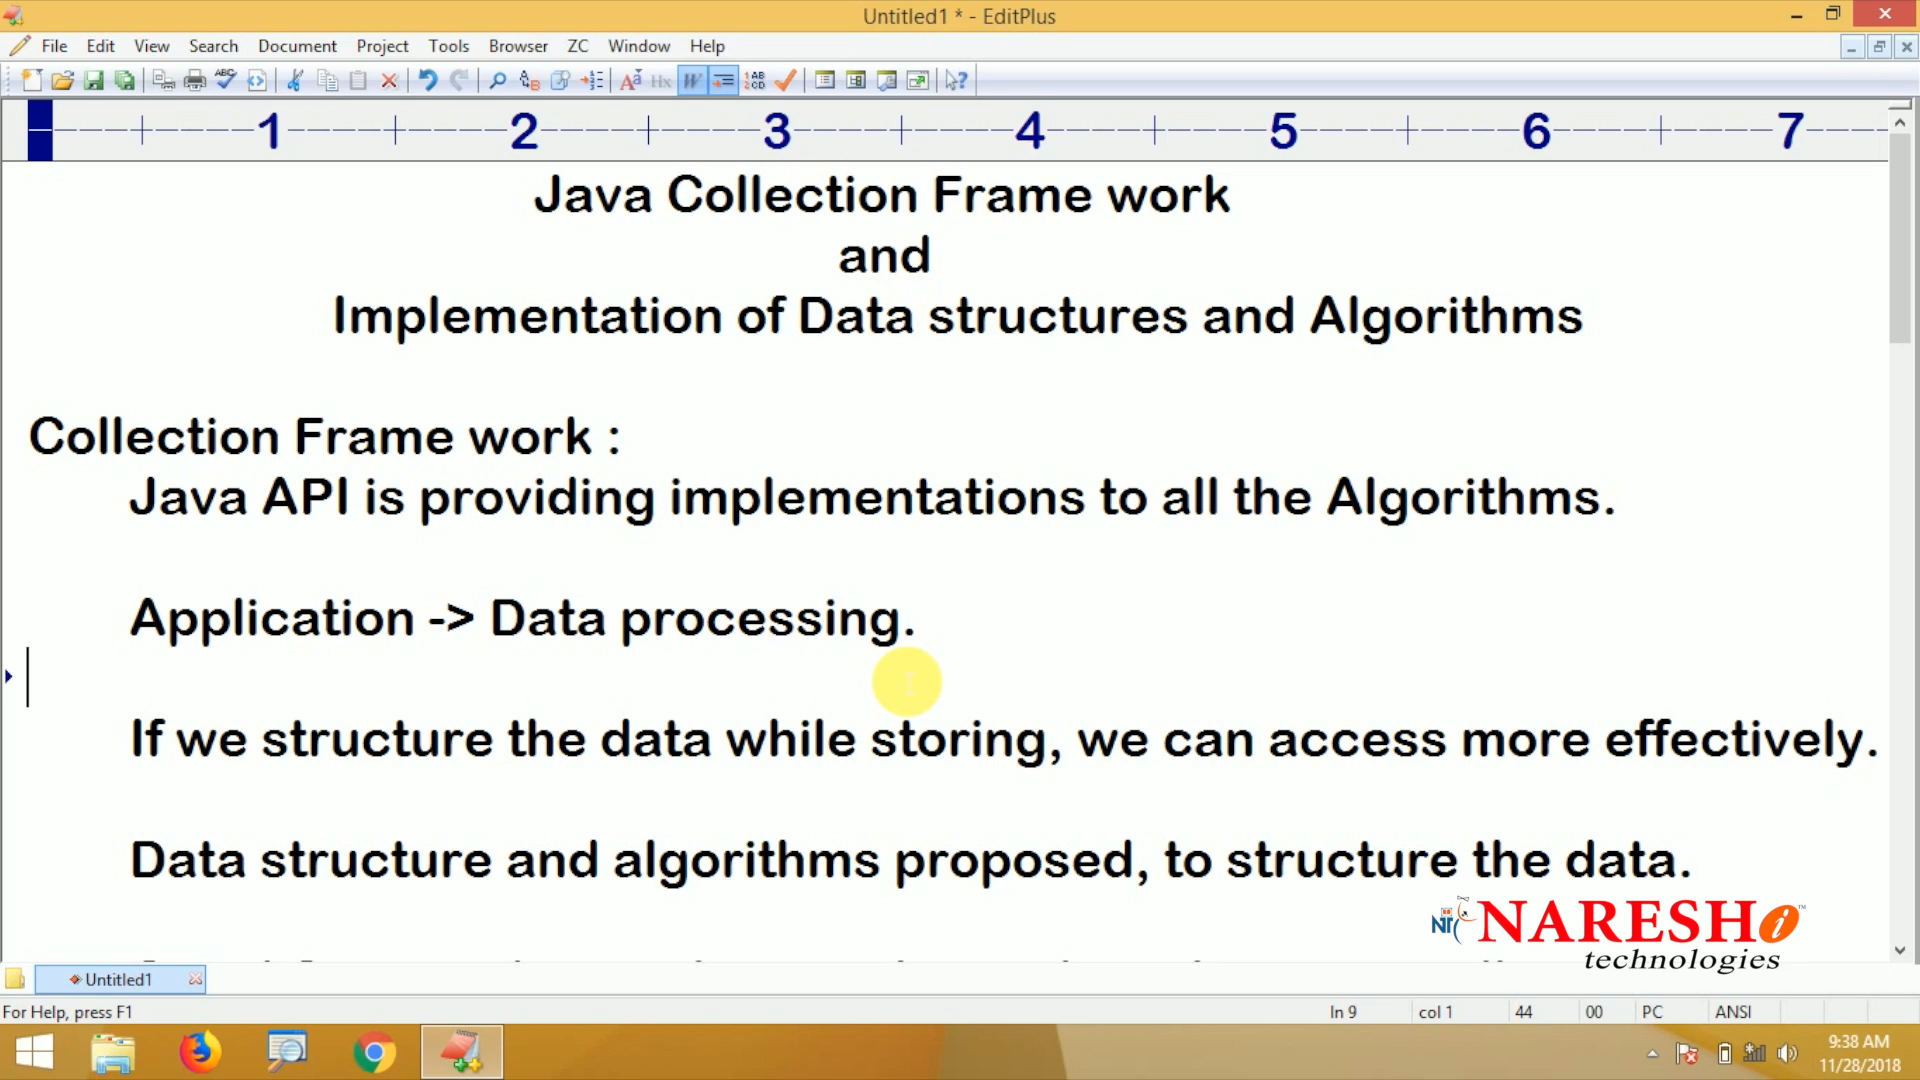 Untitled1 * - EditPlus
File Edit View Search Document Project Tools Browser ZC Window Help
1 2 3 4 5 6 7
Java Collection Frame work
and
Implementation of Data structures and Algorithms
Collection Frame work :
Java API is providing implementations to all the Algorithms.
Application -> Data processing.
If we structure the data while storing, we can access more effectively.
Data structure and algorithms proposed, to structure the data.
NARESH i
technologies
Untitled1
For Help, press F1
ln 9 col 1 44 00 PC ANSI
9:38 AM
11/28/2018